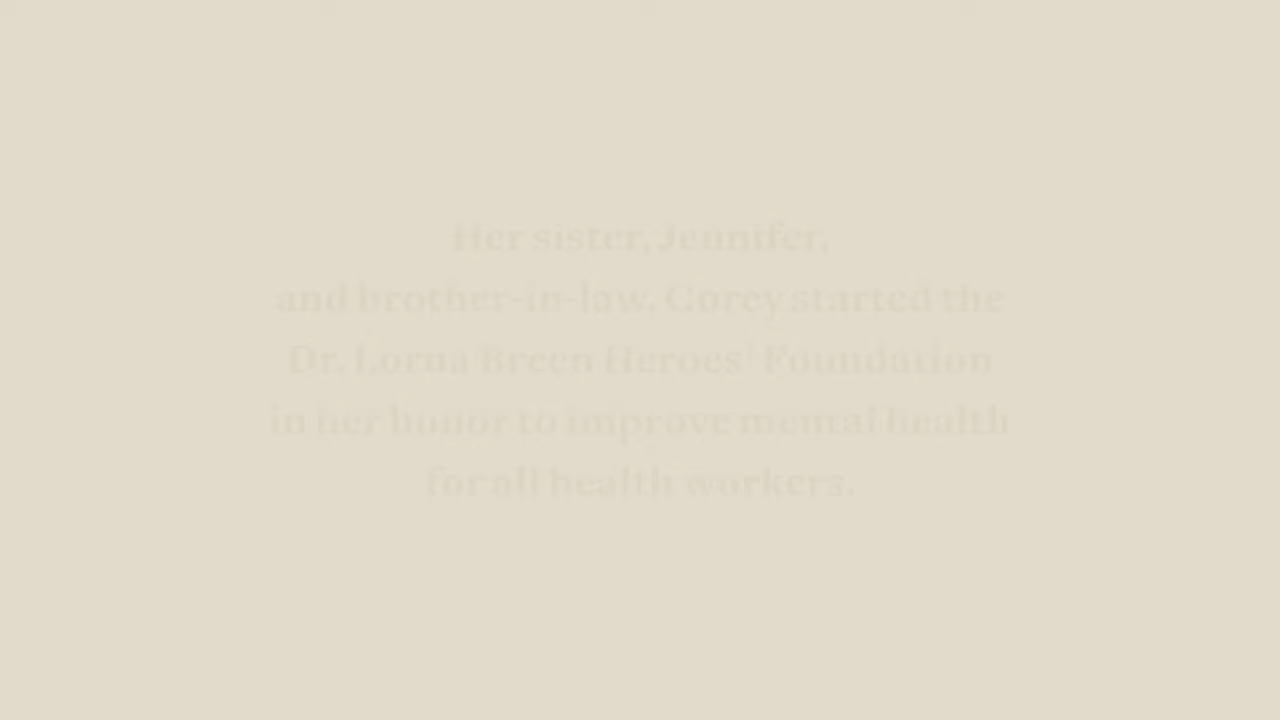 Her sister, Jennifer,
and brother-in-law, Corey started the
Dr. Lorna Breen Heroes' Foundation
in her honor to improve mental health
for all health workers.